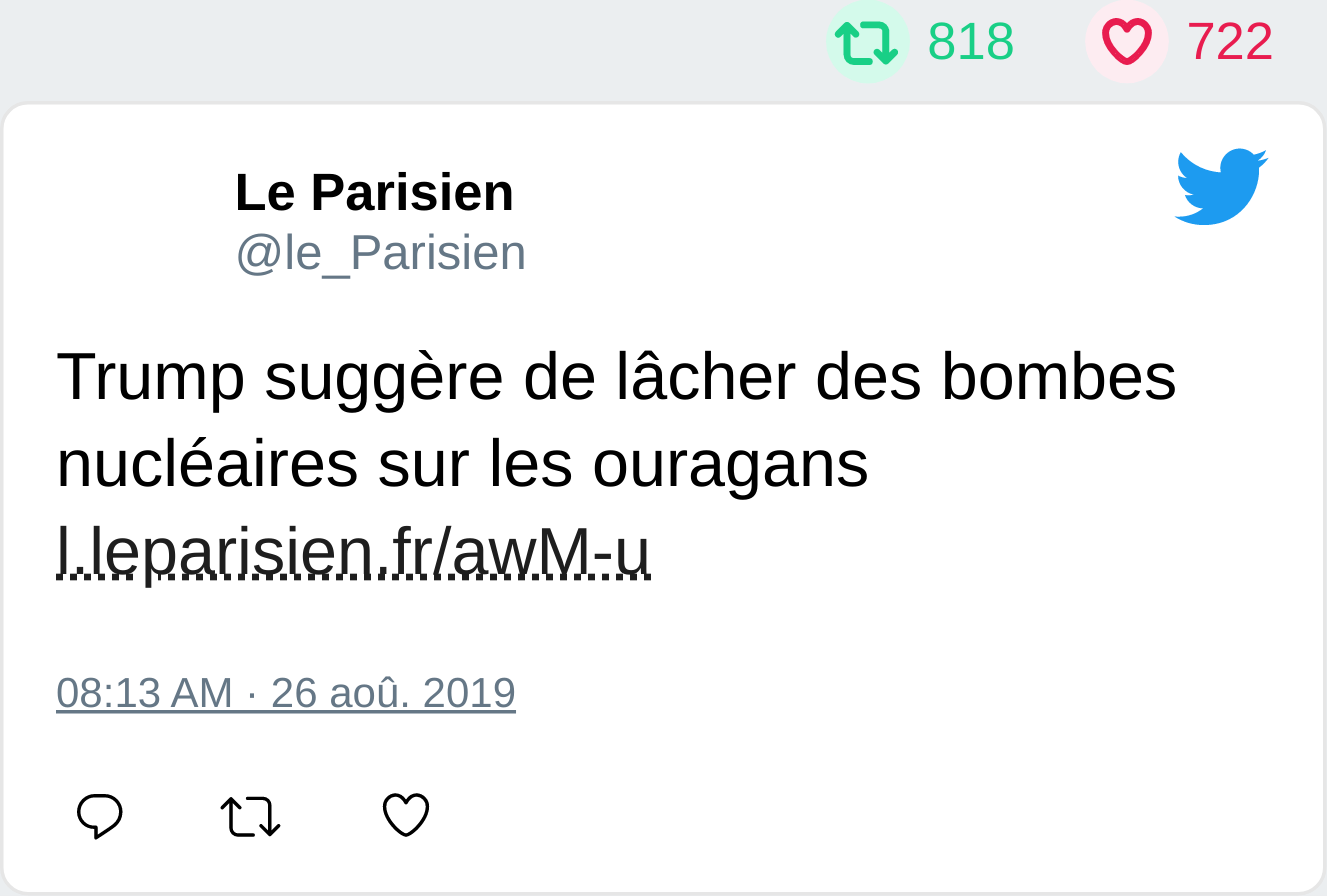 818 722
Le Parisien
@le_Parisien
Trump suggère de lâcher des bombes
nucléaires sur les ouragans
l.leparisien.fr/awM-u
08:13 AM · 26 aoû. 2019